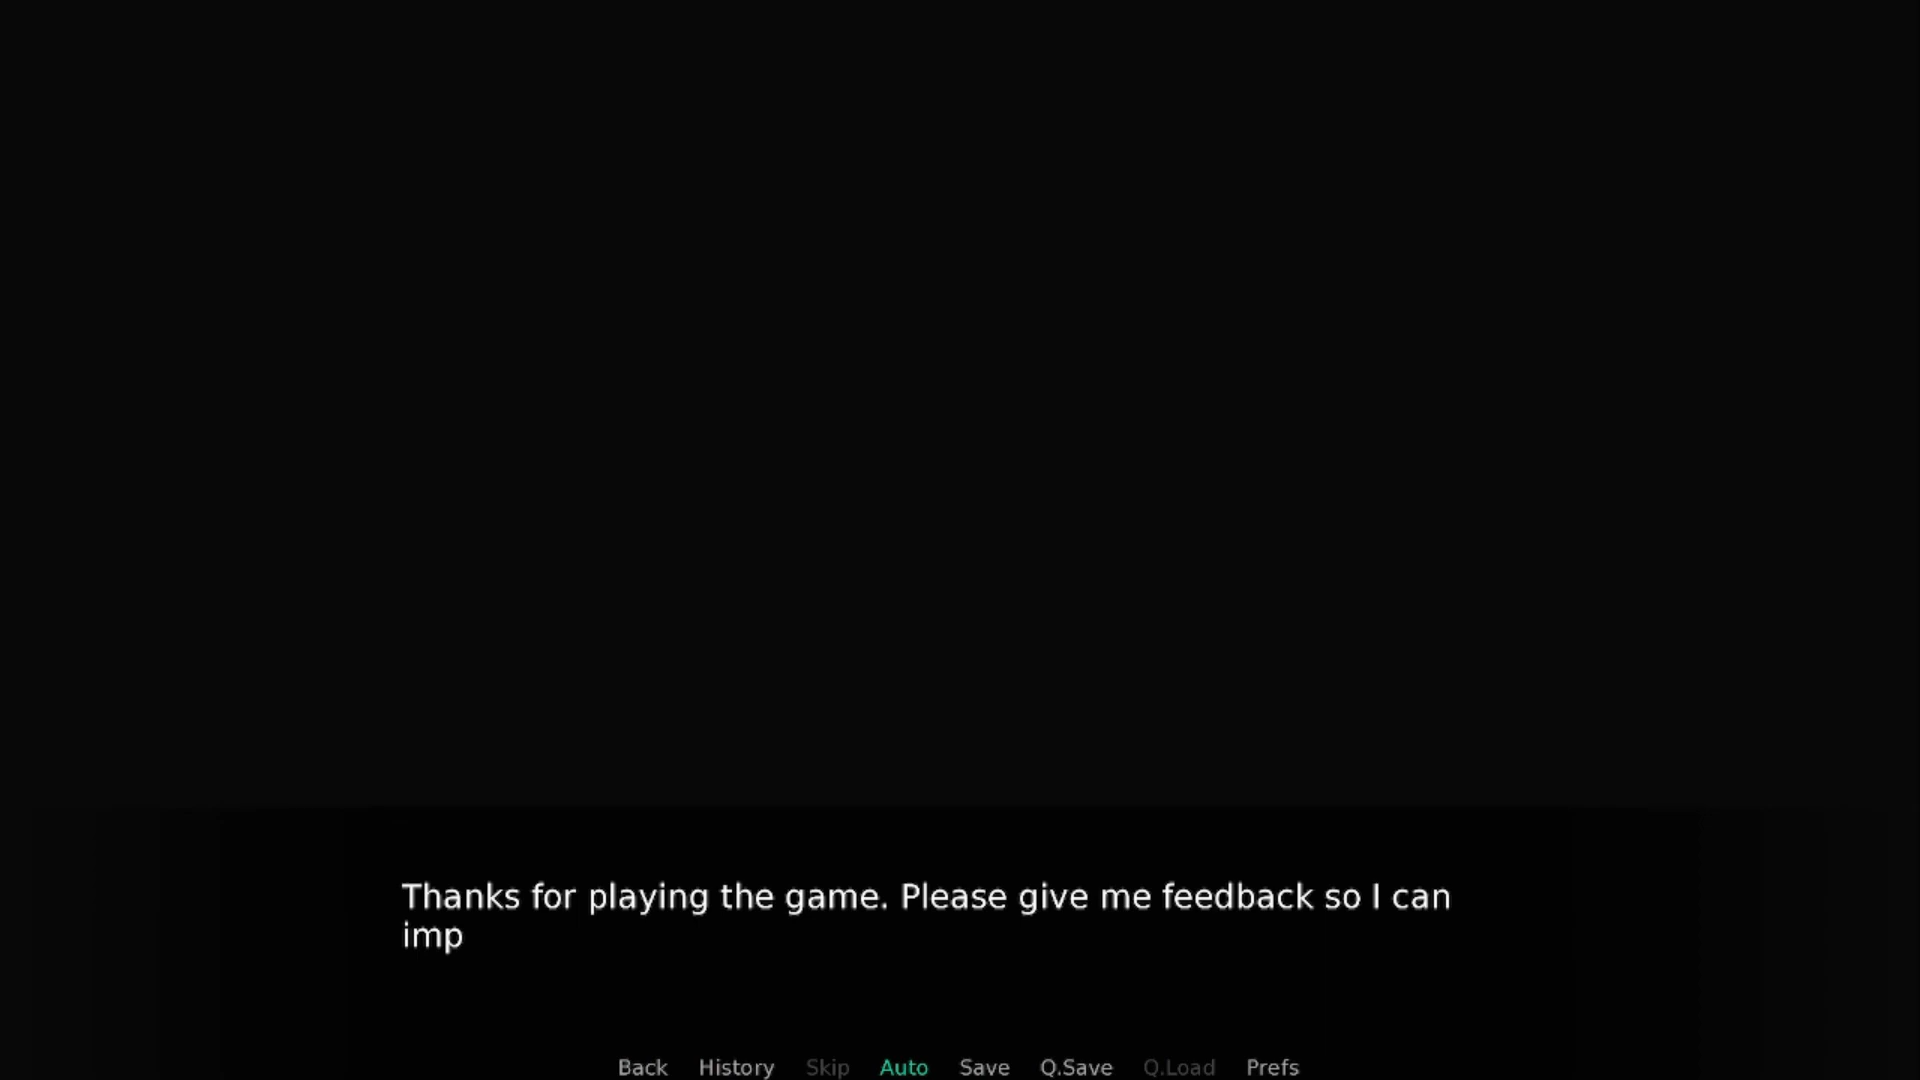 Thanks for playing the game. Please give me feedback so I can
imp
Back History Skip Auto Save Q.Save Q.Load Prefs